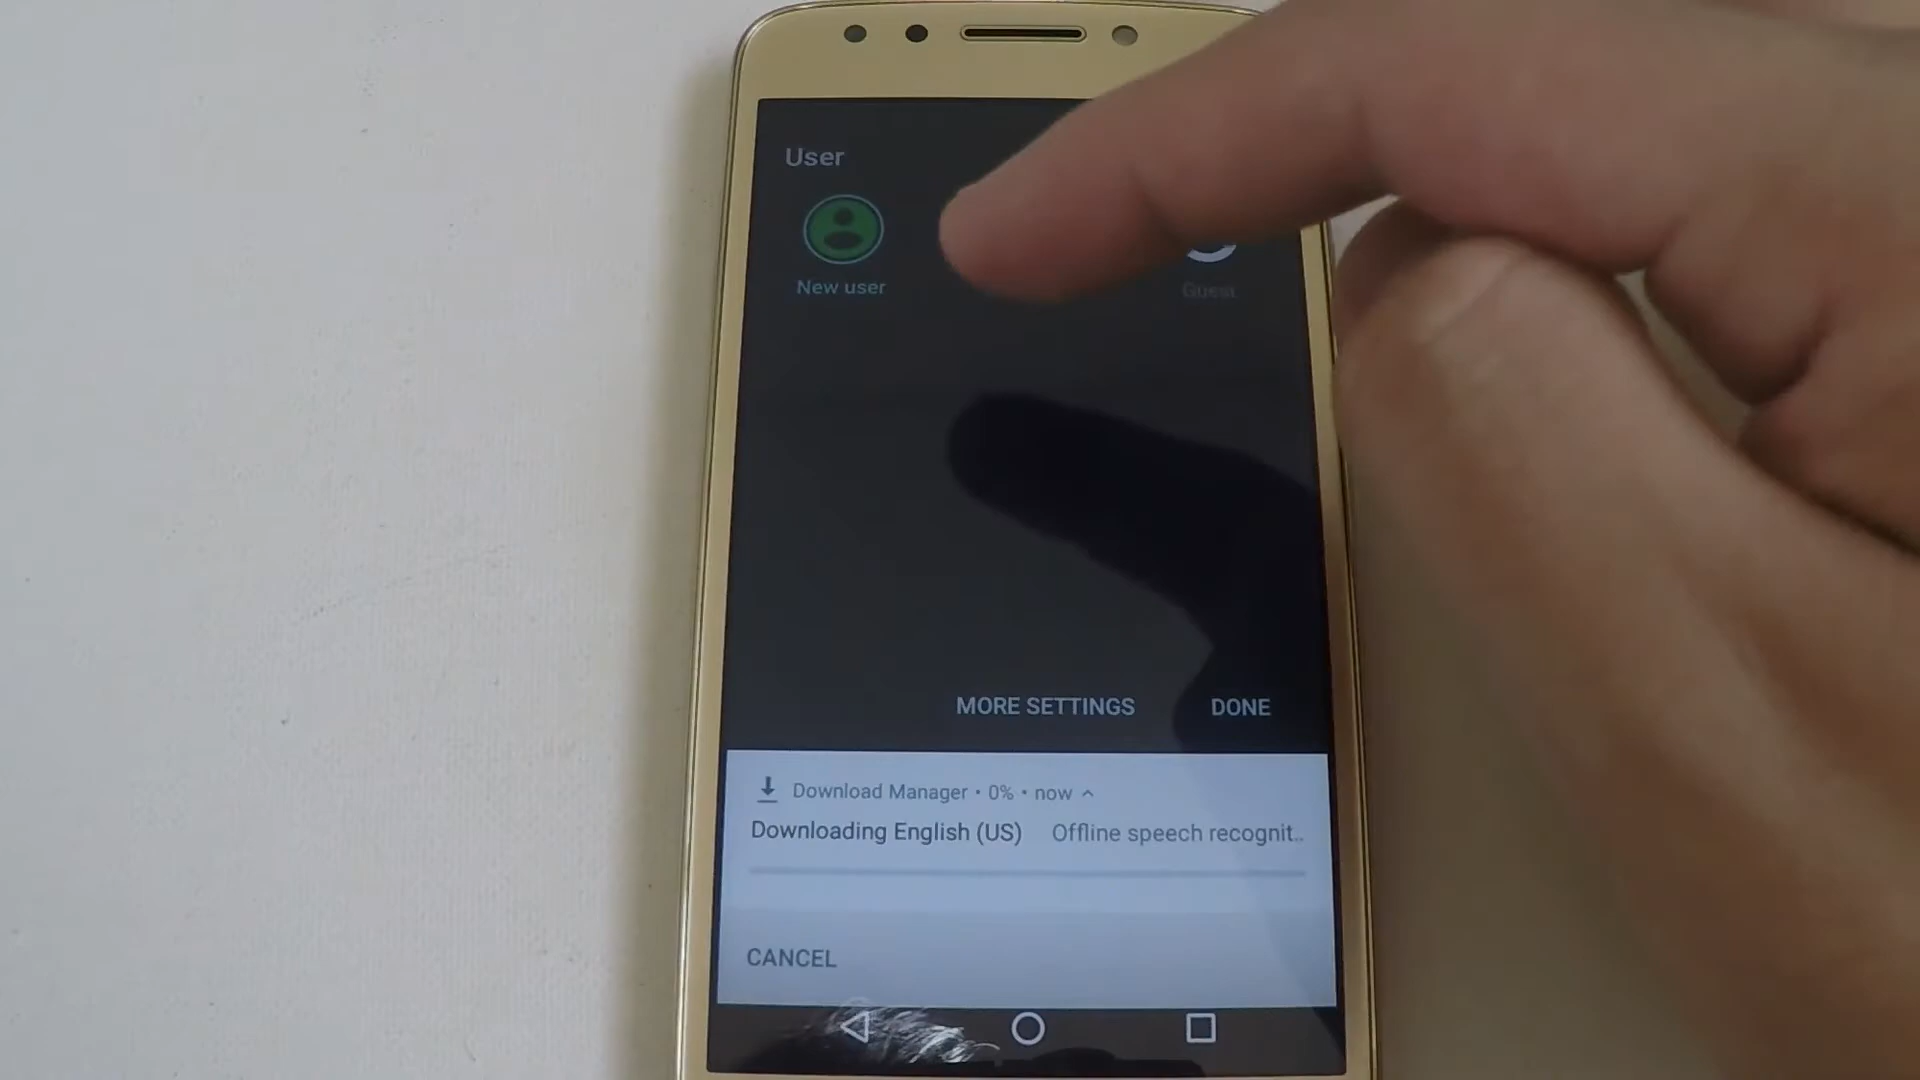 User
New user
Guest
MORE SETTINGS
DONE
Download Manager • 0% • now
Downloading English (US) Offline speech recognit..
CANCEL